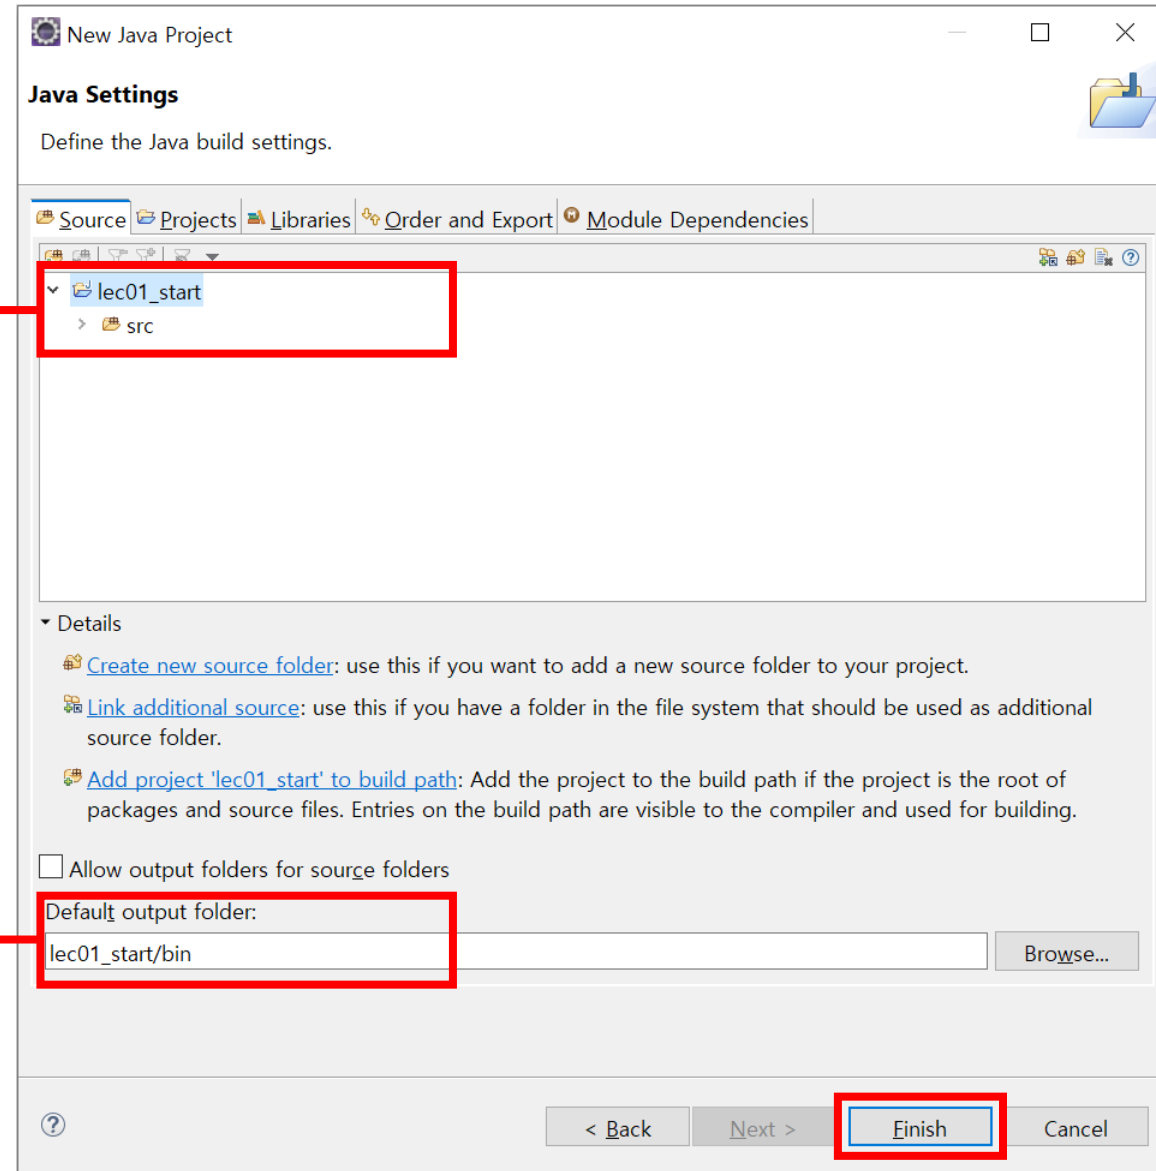 New Java Project
Java Settings
Define the Java build settings.
Source Projects Libraries Order and Export Module Dependencies
lec01_start
src
Details
Create new source folder: use this if you want to add a new source folder to your project.
Link additional source: use this if you have a folder in the file system that should be used as additional
source folder.
Add project 'lec01_start' to build path: Add the project to the build path if the project is the root of
packages and source files. Entries on the build path are visible to the compiler and used for building.
Allow output folders for source folders
Default output folder:
lec01_start/bin Browse...
< Back Next > Finish Cancel